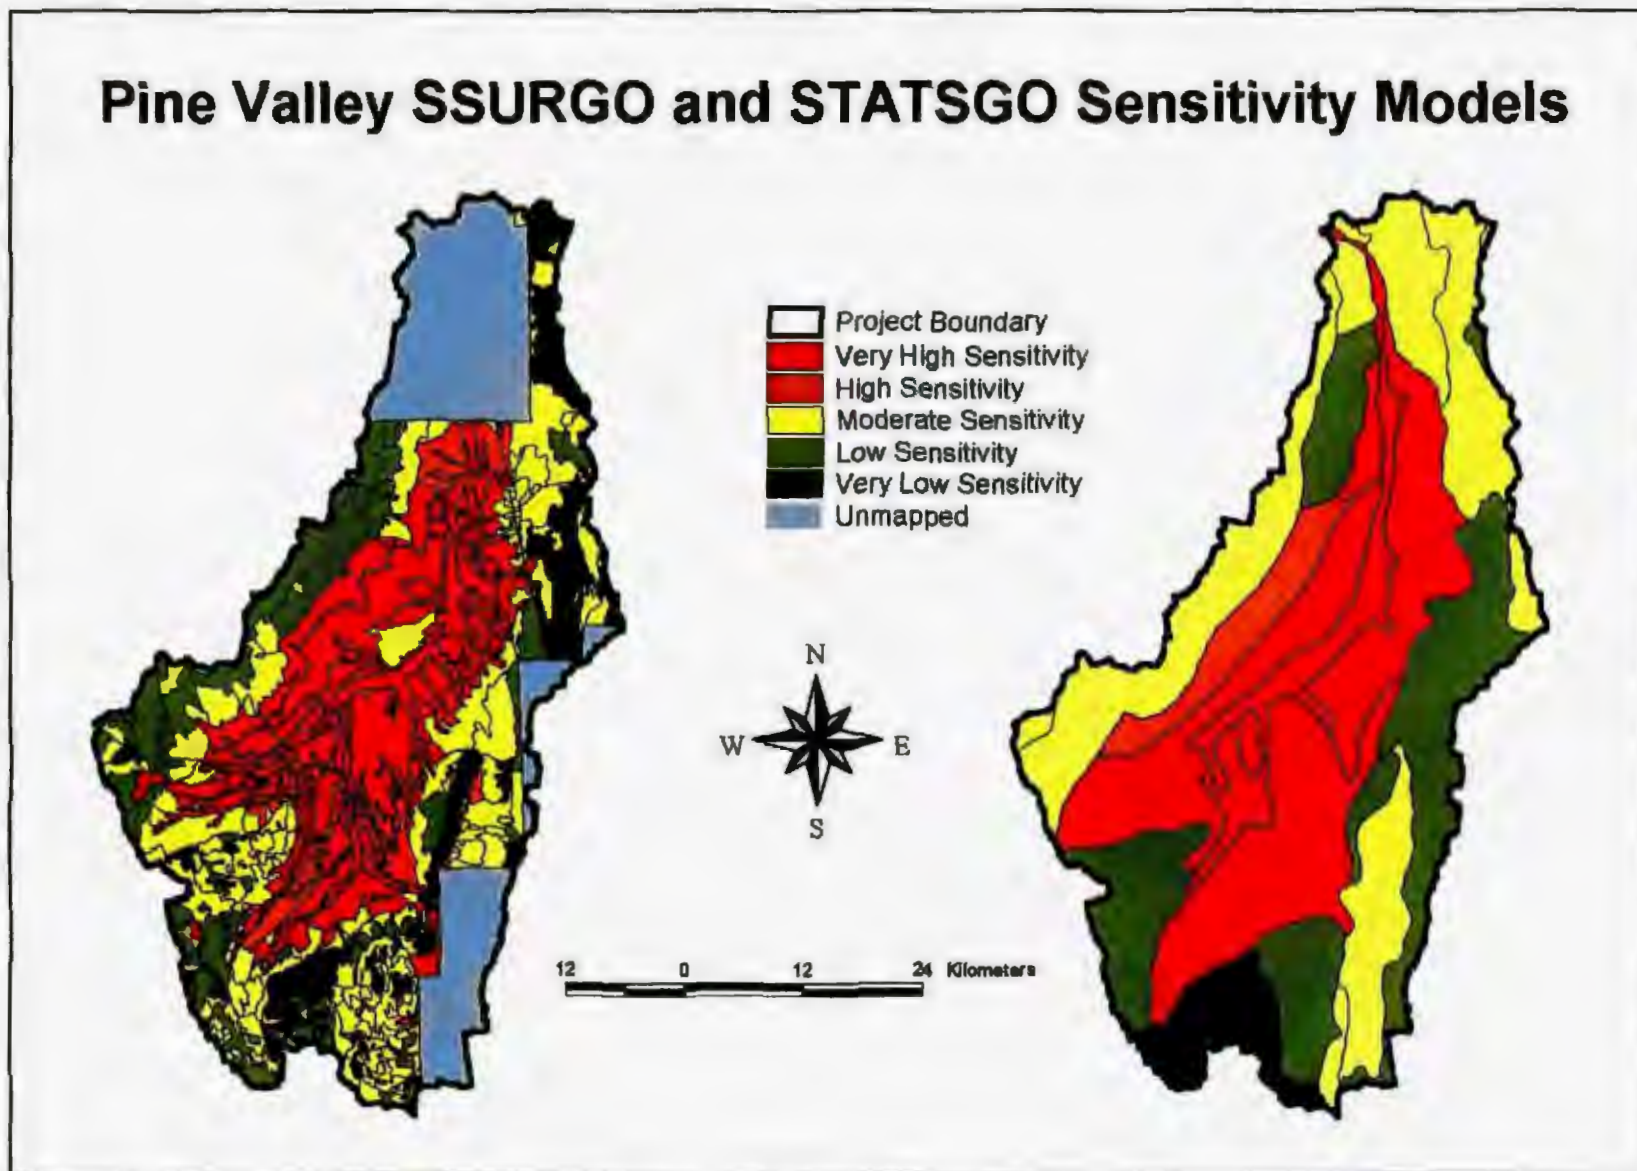 Pine Valley SSURGO and STATSGO Sensitivity Models
Project Boundary
Very High Sensitivity
High Sensitivity
Moderate Sensitivity
Low Sensitivity
Very Low Sensitivity
Unmapped
N
W E
S
12 0 12 24 Kilometers